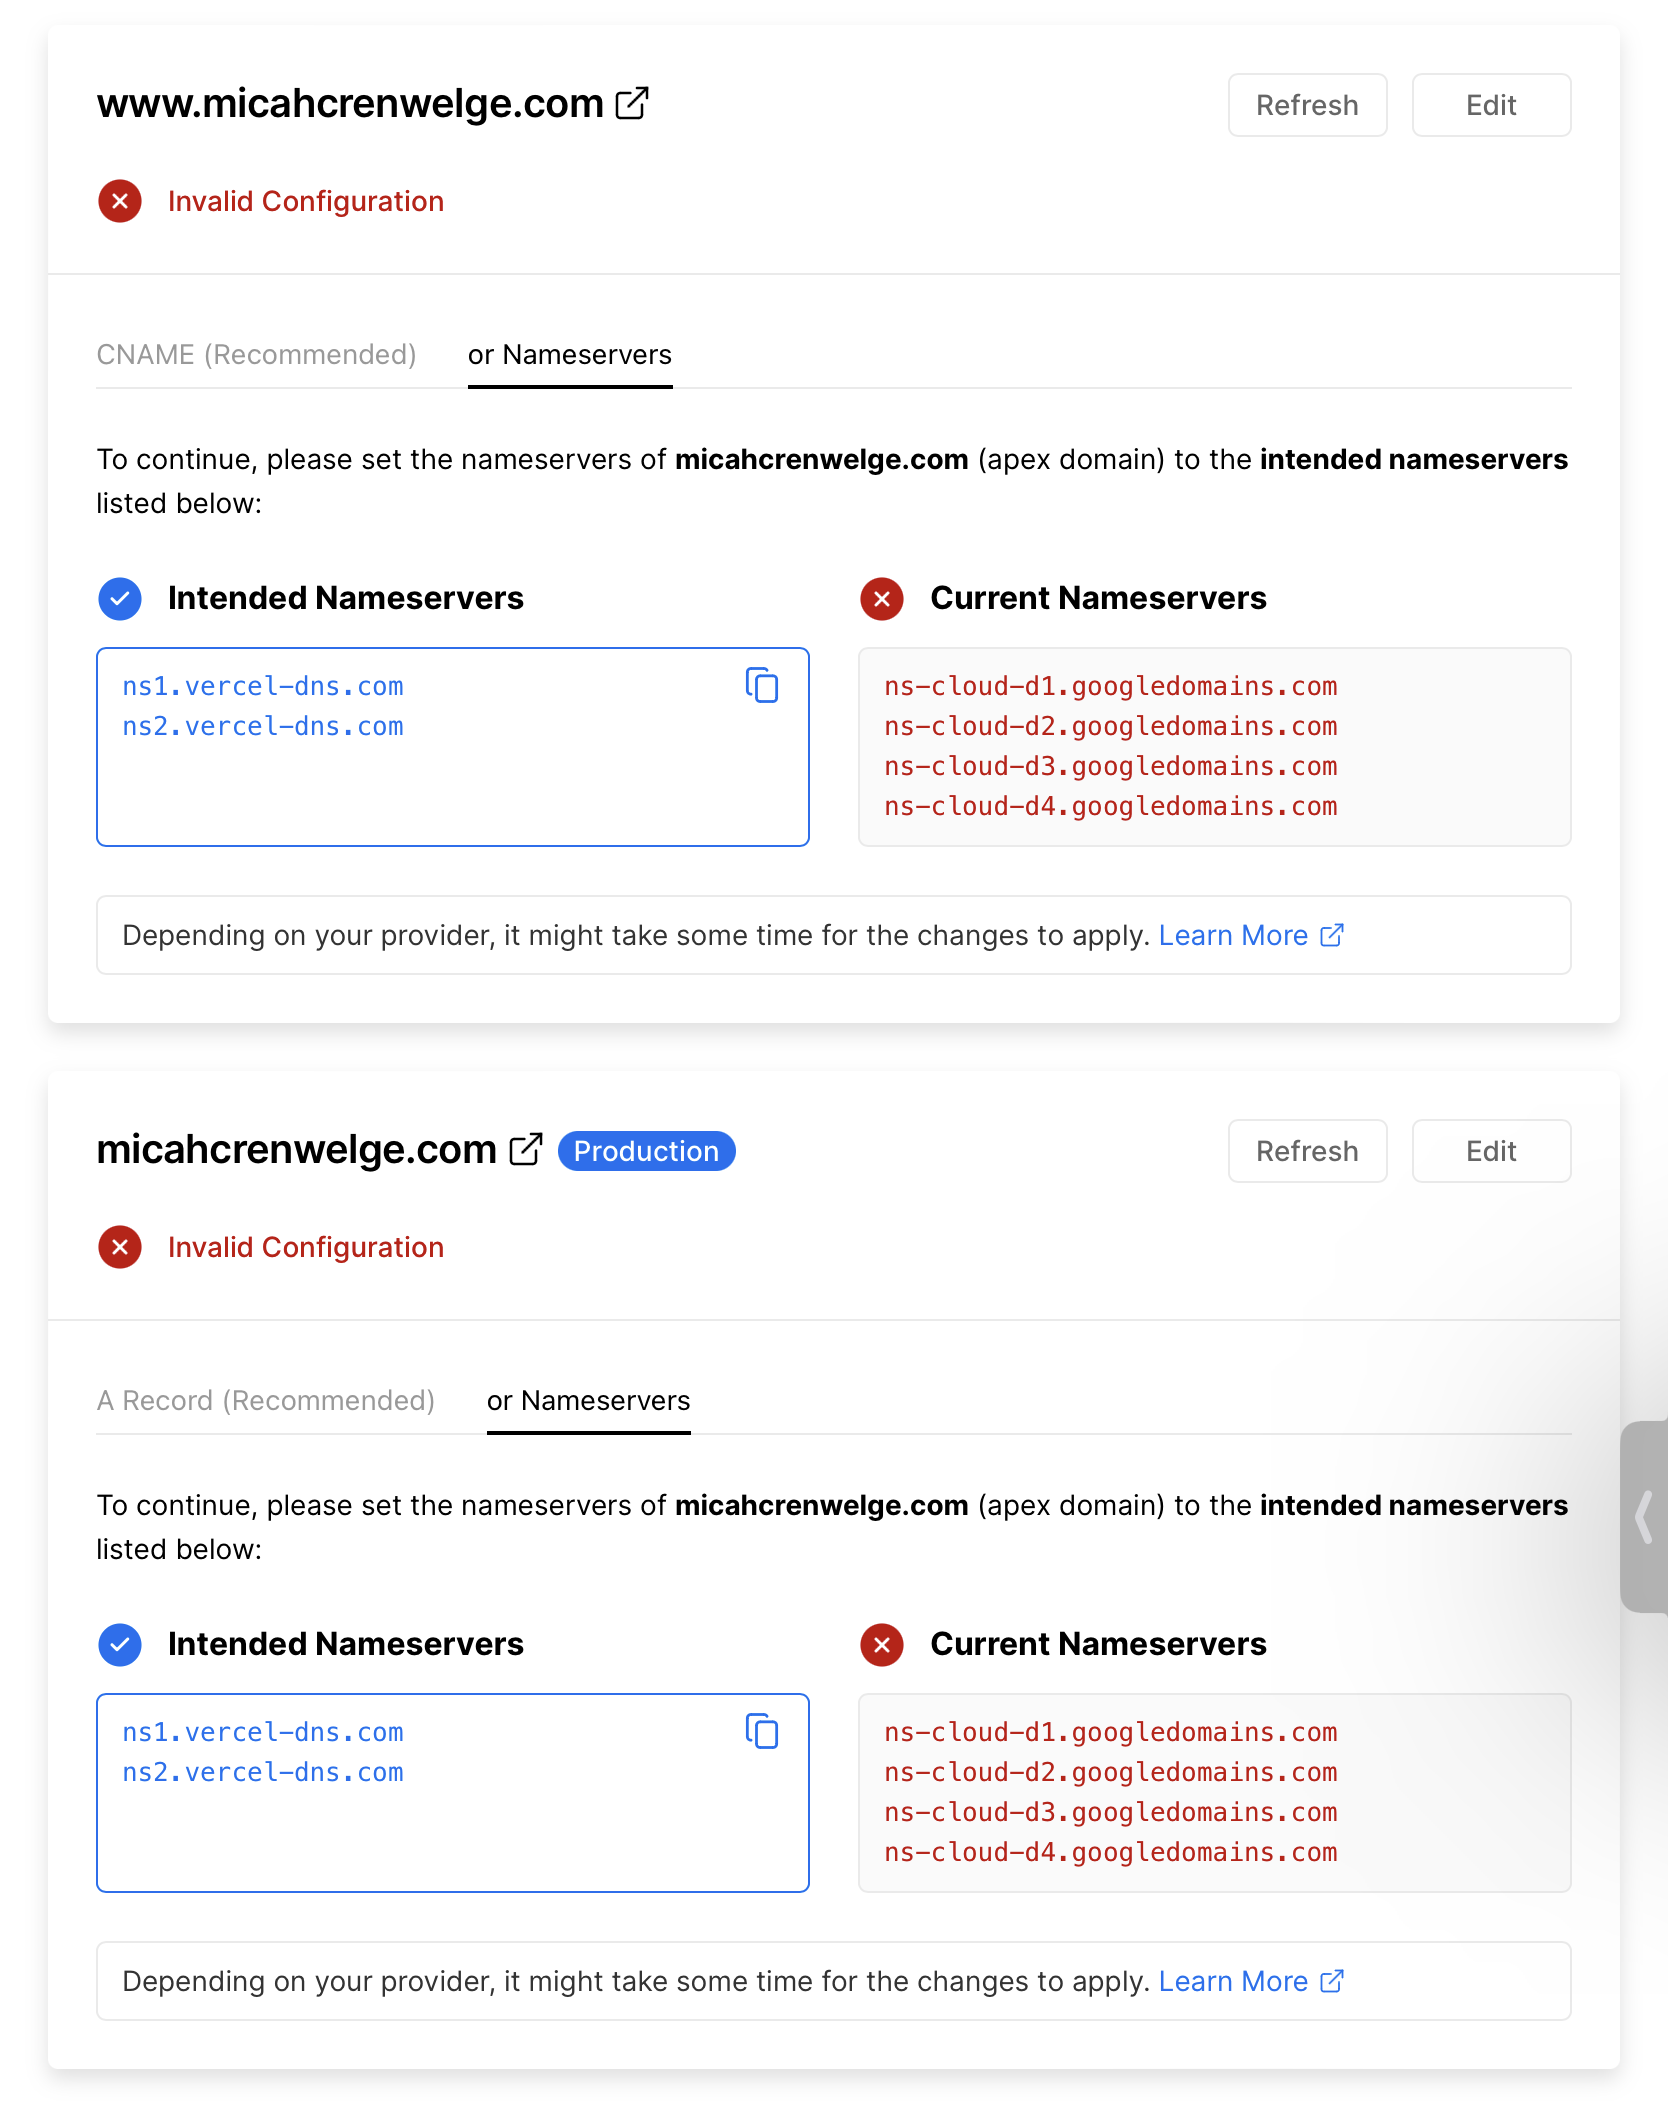 www.micahcrenwelge.com
Refresh
Edit
Invalid Configuration
CNAME (Recommended)
or Nameservers
To continue, please set the nameservers of micahcrenwelge.com (apex domain) to the intended nameservers
listed below:
Intended Nameservers
ns1.vercel-dns.com
ns2.vercel-dns.com
Current Nameservers
ns-cloud-d1.googledomains.com
ns-cloud-d2.googledomains.com
ns-cloud-d3.googledomains.com
ns-cloud-d4.googledomains.com
Depending on your provider, it might take some time for the changes to apply. Learn More
micahcrenwelge.com
Production
Refresh
Edit
Invalid Configuration
A Record (Recommended)
or Nameservers
To continue, please set the nameservers of micahcrenwelge.com (apex domain) to the intended nameservers
listed below:
Intended Nameservers
ns1.vercel-dns.com
ns2.vercel-dns.com
Current Nameservers
ns-cloud-d1.googledomains.com
ns-cloud-d2.googledomains.com
ns-cloud-d3.googledomains.com
ns-cloud-d4.googledomains.com
Depending on your provider, it might take some time for the changes to apply. Learn More